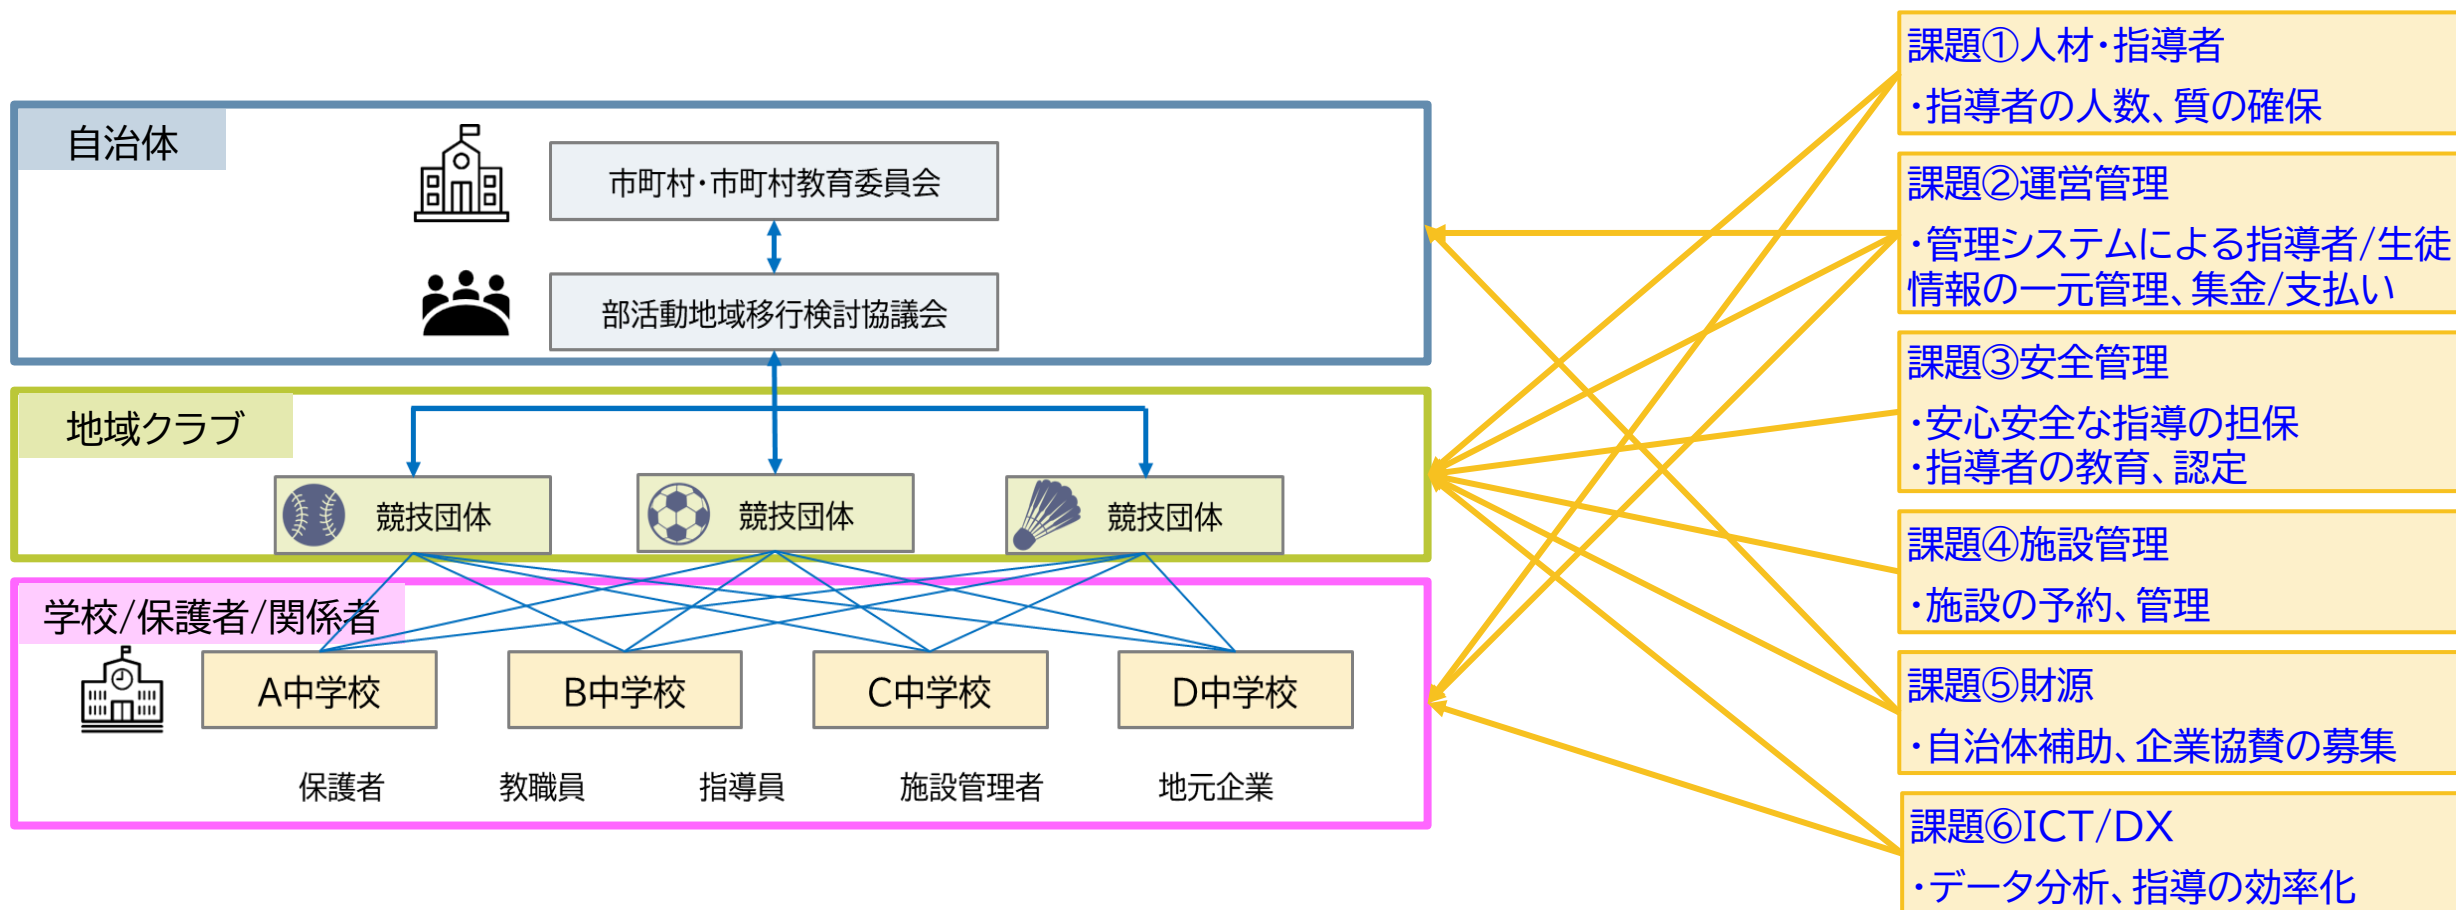 自治体
市町村・市町村教育委員会
部活動地域移行検討協議会
地域クラブ
競技団体
競技団体
競技団体
学校/保護者/関係者
A中学校
B中学校
C中学校
D中学校
保護者
教職員
指導員
施設管理者
地元企業
課題①人材・指導者
・指導者の人数、質の確保
課題②運営管理
・管理システムによる指導者/生徒
情報の一元管理、集金/支払い
課題③安全管理
・安心安全な指導の担保
・指導者の教育、認定
課題④施設管理
・施設の予約、管理
課題⑤財源
・自治体補助、企業協賛の募集
課題⑥ICT/DX
・データ分析、指導の効率化